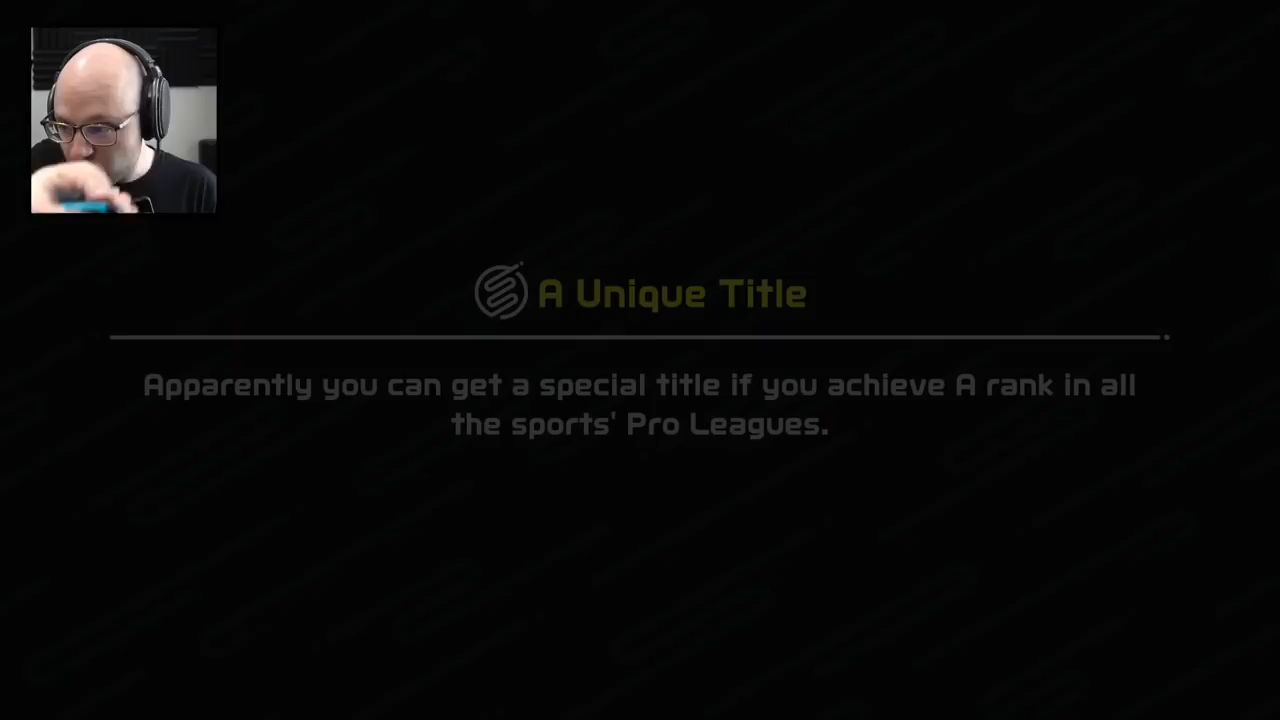 A Unique Title
Apparently you can get a special title if you achieve A rank in all
the sports' Pro Leagues.